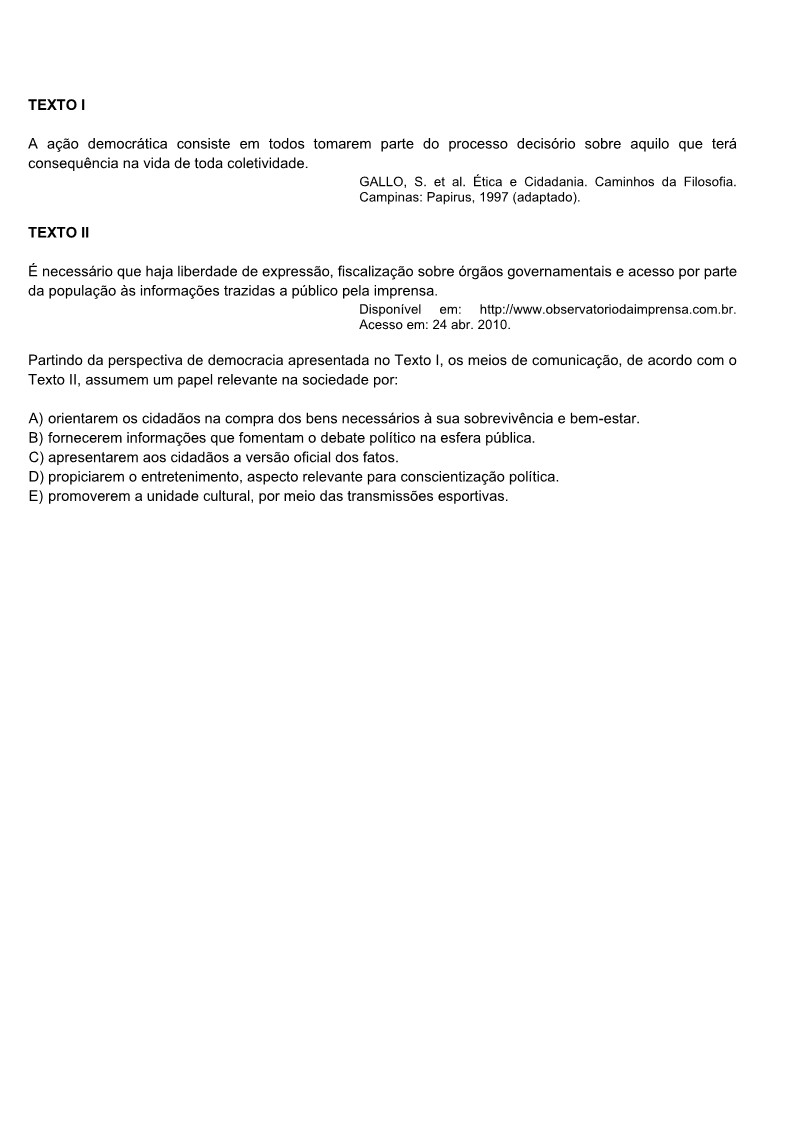 TEXTO I
A ação democrática consiste em todos tomarem parte do processo decisório sobre aquilo que terá
consequência na vida de toda coletividade.
GALLO, S. et al. Ética e Cidadania. Caminhos da Filosofia.
Campinas: Papirus, 1997 (adaptado).
TEXTO II
É necessário que haja liberdade de expressão, fiscalização sobre órgãos governamentais e acesso por parte
da população às informações trazidas a público pela imprensa.
Disponível em: http://www.observatoriodaimprensa.com.br.
Acesso em: 24 abr. 2010.
Partindo da perspectiva de democracia apresentada no Texto I, os meios de comunicação, de acordo com o
Texto II, assumem um papel relevante na sociedade por:
A) orientarem os cidadãos na compra dos bens necessários à sua sobrevivência e bem-estar.
B) fornecerem informações que fomentam o debate político na esfera pública.
C) apresentarem aos cidadãos a versão oficial dos fatos.
D) propiciarem o entretenimento, aspecto relevante para conscientização política.
E) promoverem a unidade cultural, por meio das transmissões esportivas.